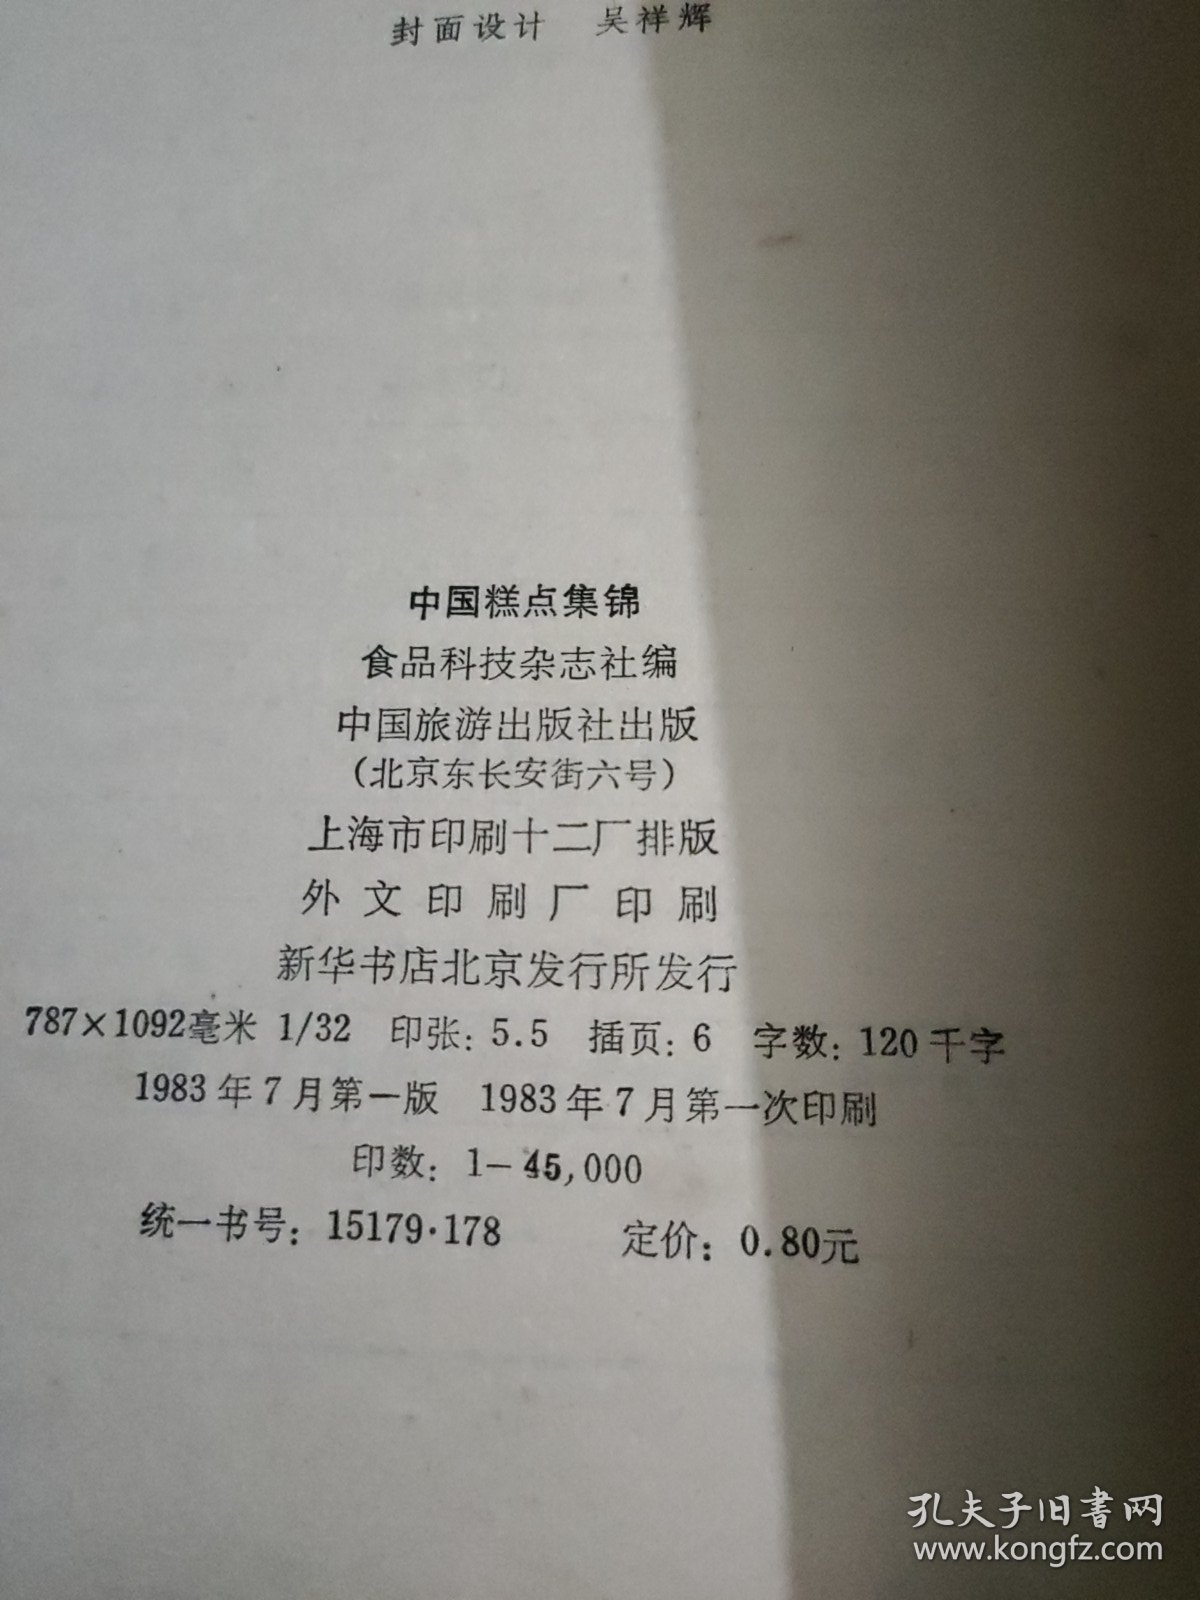 封面设计 吴祥辉
中国糕点集锦
食品科技杂志社编
中国旅游出版社出版
（北京东长安街六号）
上海市印刷十二厂排版
外文印刷厂印刷
新华书店北京发行所发行
787×1092毫米 1/32 印张：5.5 插页：6 字数：120千字
1983年7月第一版 1983年7月第一次印刷
印数：1—45,000
统一书号：15179·178 定价：0.80元
孔夫子旧书网
www.kongfz.com